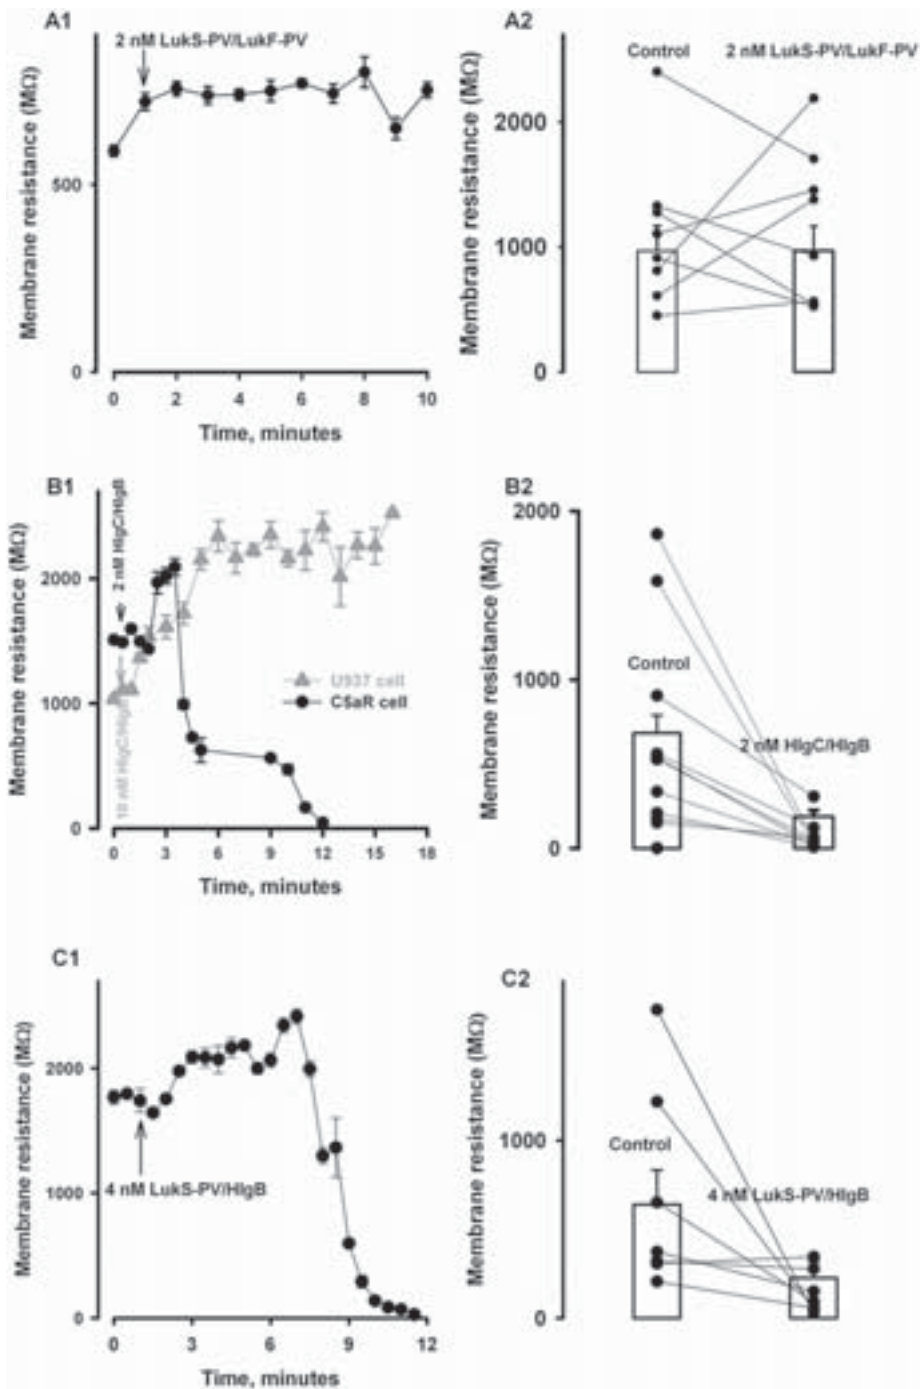 A1
2 nM LukS-PV/LukF-PV
Membrane resistance (MΩ)
500
0
0 2 4 6 8 10
Time, minutes
A2
Control 2 nM LukS-PV/LukF-PV
Membrane resistance (MΩ)
2000
1000
0
B1
2 nM HlgC/HlgB
10 nM HlgC/HlgB
Membrane resistance (MΩ)
2000
1000
0
U937 cell
C5aR cell
0 3 6 9 12 15 18
Time, minutes
B2
Membrane resistance (MΩ)
2000
1000
0
Control
2 nM HlgC/HlgB
C1
Membrane resistance (MΩ)
2000
1000
0
4 nM LukS-PV/HlgB
0 3 6 9 12
Time, minutes
C2
Membrane resistance (MΩ)
1000
0
Control
4 nM LukS-PV/HlgB